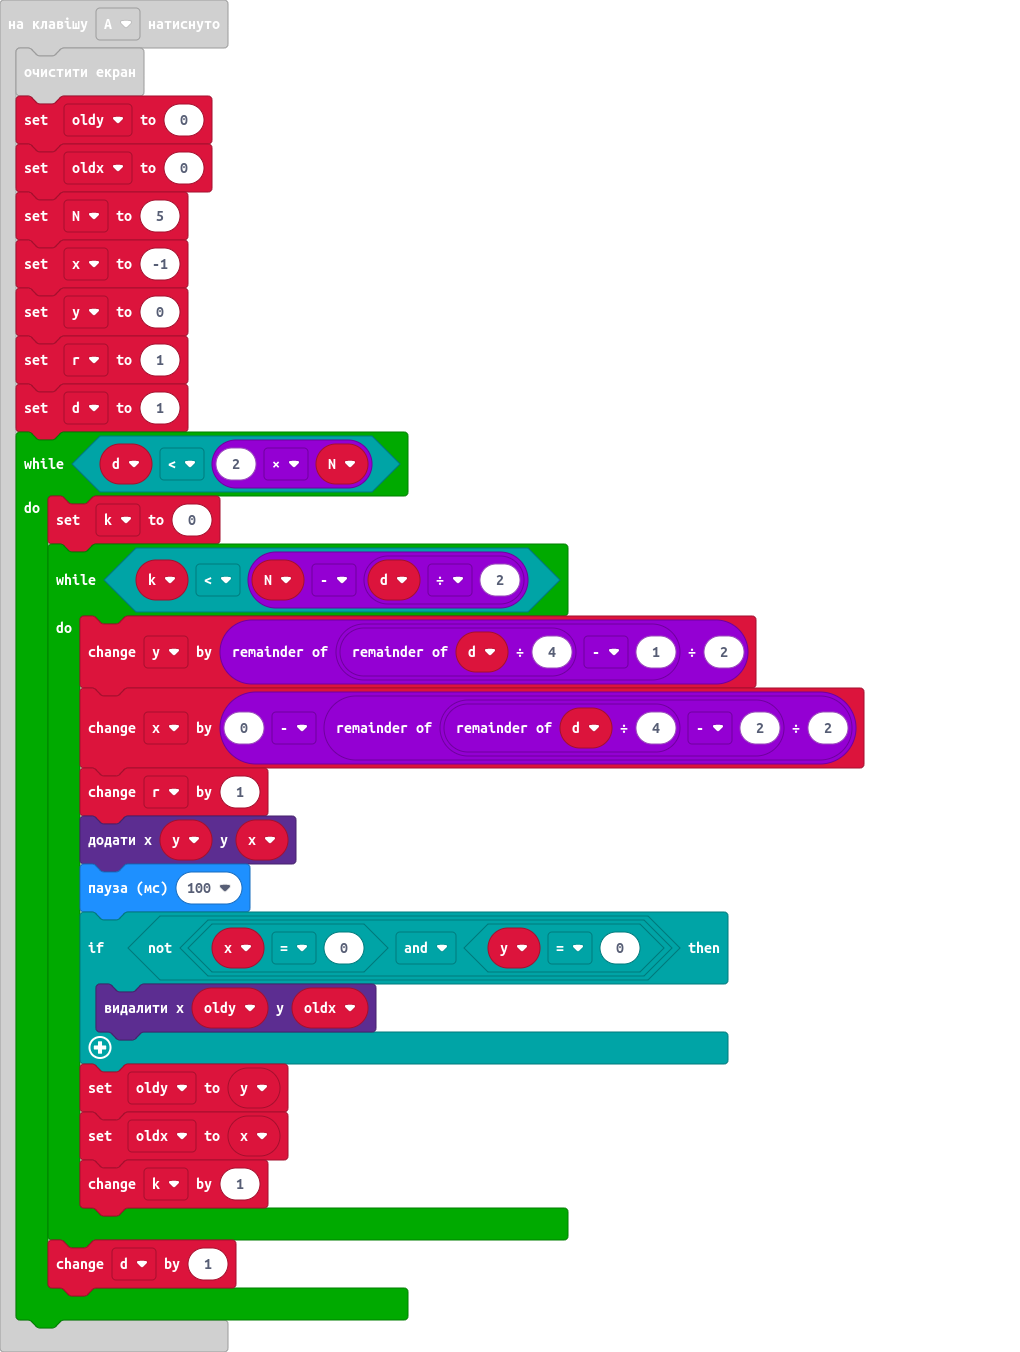 на клавішу A натиснуто
очистити екран
set oldy to 0
set oldx to 0
set N to 5
set x to -1
set y to 0
set r to 1
set d to 1
while d < 2 × N
do
set k to 0
while k < N - d ÷ 2
do
change y by remainder of remainder of d ÷ 4 - 1 ÷ 2
change x by 0 - remainder of remainder of d ÷ 4 - 2 ÷ 2
change r by 1
додати x y y x
пауза (мс) 100
if not x = 0 and y = 0 then
видалити x oldy y oldx
set oldy to y
set oldx to x
change k by 1
change d by 1